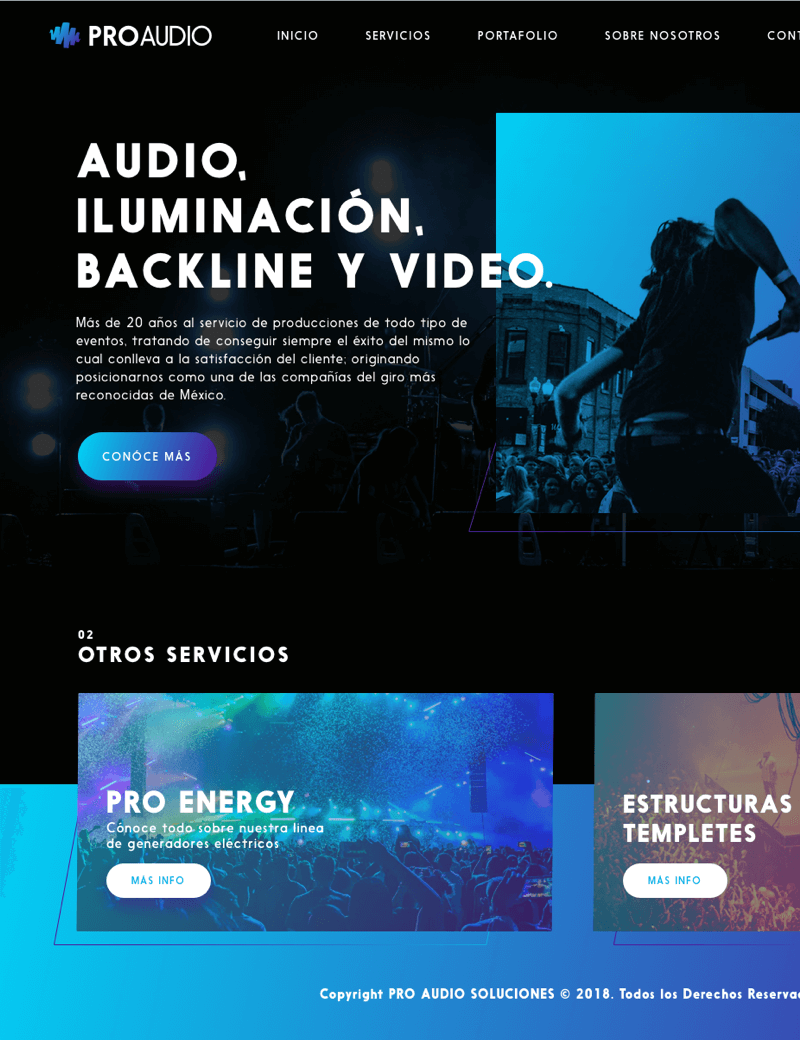 PROAUDIO
INICIO SERVICIOS PORTAFOLIO SOBRE NOSOTROS CONT
AUDIO,
ILUMINACIÓN,
BACKLINE Y VIDEO.
Más de 20 años al servicio de producciones de todo tipo de
eventos, tratando de conseguir siempre el éxito del mismo lo
cual conlleva a la satisfacción del cliente; originando
posicionarnos como una de las compañías del giro más
reconocidas de México.
CONÓCE MÁS
02
OTROS SERVICIOS
PRO ENERGY
Cónoce todo sobre nuestra línea
de generadores eléctricos
MÁS INFO
ESTRUCTURAS
TEMPLETES
MÁS INFO
Copyright PRO AUDIO SOLUCIONES © 2018. Todos los Derechos Reserva